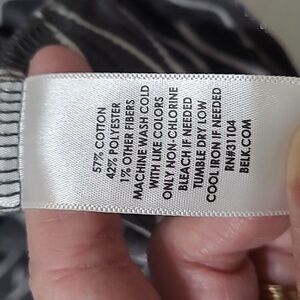 57% COTTON
42% POLYESTER
1% OTHER FIBERS
MACHINE WASH COLD
WITH LIKE COLORS
ONLY NON-CHLORINE
BLEACH IF NEEDED
TUMBLE DRY LOW
COOL IRON IF NEEDED
RN#31104
BELK.COM